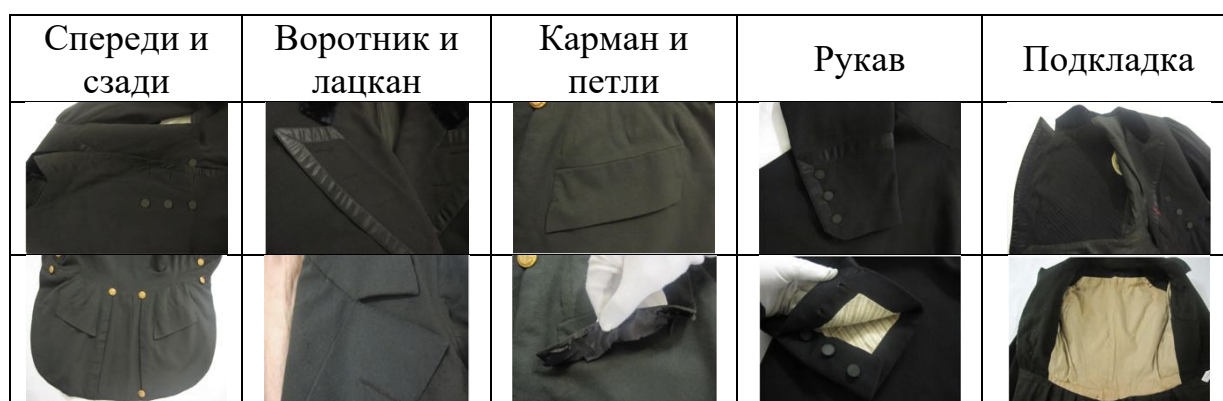 Спереди и
сзади
Воротник и
лацкан
Карман и
петли
Рукав
Подкладка